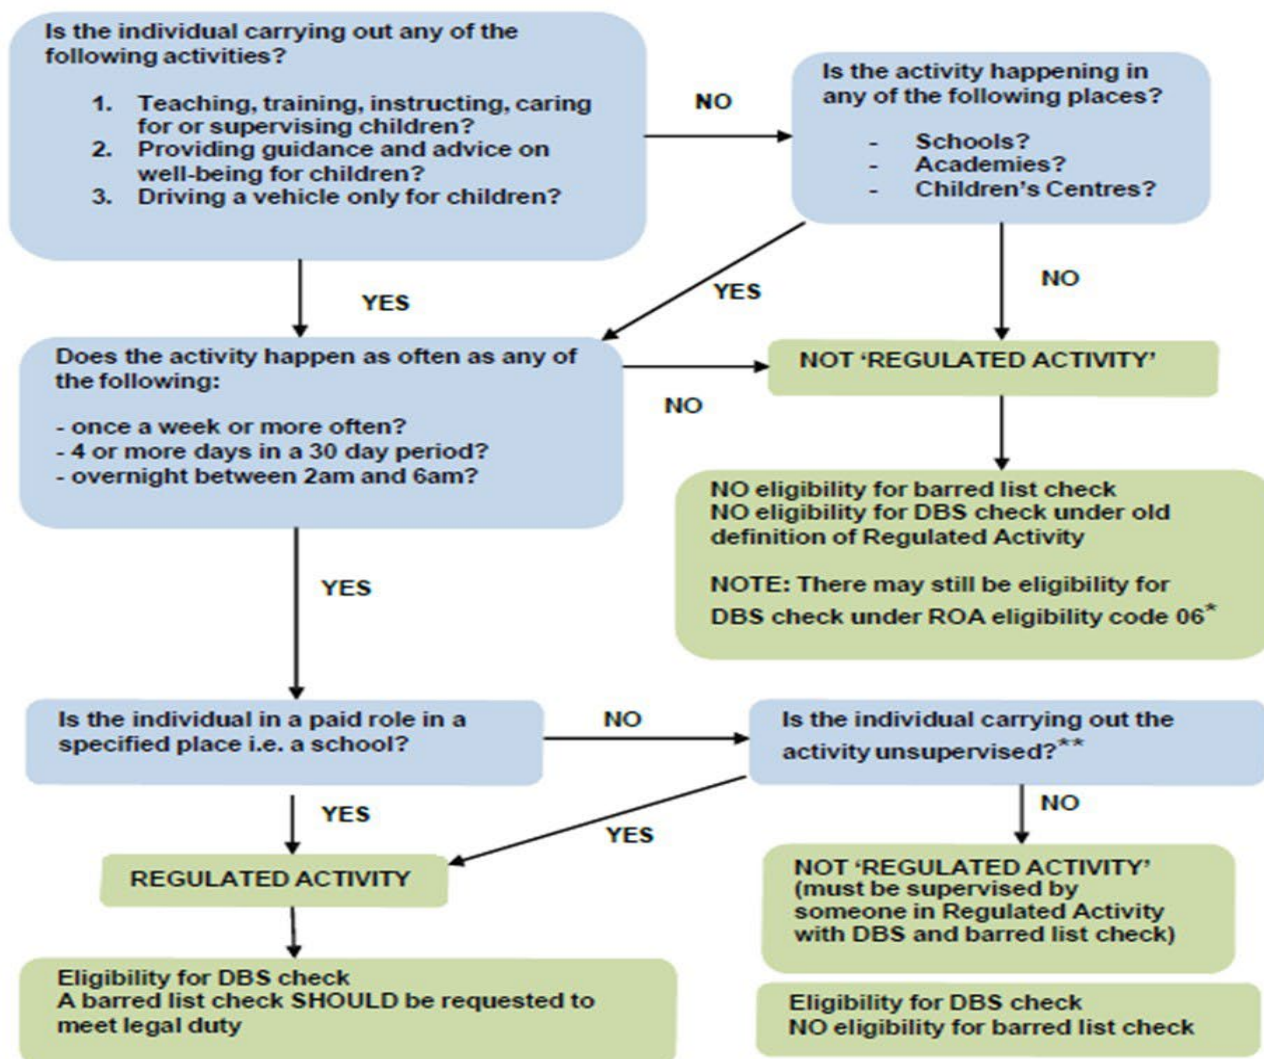 Is the individual carrying out any of the
following activities?
1. Teaching, training, instructing, caring
for or supervising children?
2. Providing guidance and advice on
well-being for children?
3. Driving a vehicle only for children?
NO
Is the activity happening in
any of the following places?
- Schools?
- Academies?
- Children's Centres?
YES
YES
NO
Does the activity happen as often as any of
the following:
- once a week or more often?
- 4 or more days in a 30 day period?
- overnight between 2am and 6am?
NO
NOT 'REGULATED ACTIVITY'
NO eligibility for barred list check
NO eligibility for DBS check under old
definition of Regulated Activity
NOTE: There may still be eligibility for
DBS check under ROA eligibility code 06*
YES
Is the individual in a paid role in a
specified place i.e. a school?
NO
Is the individual carrying out the
activity unsupervised?**
YES
YES
NO
REGULATED ACTIVITY
NOT 'REGULATED ACTIVITY'
(must be supervised by
someone in Regulated Activity
with DBS and barred list check)
Eligibility for DBS check
A barred list check SHOULD be requested to
meet legal duty
Eligibility for DBS check
NO eligibility for barred list check